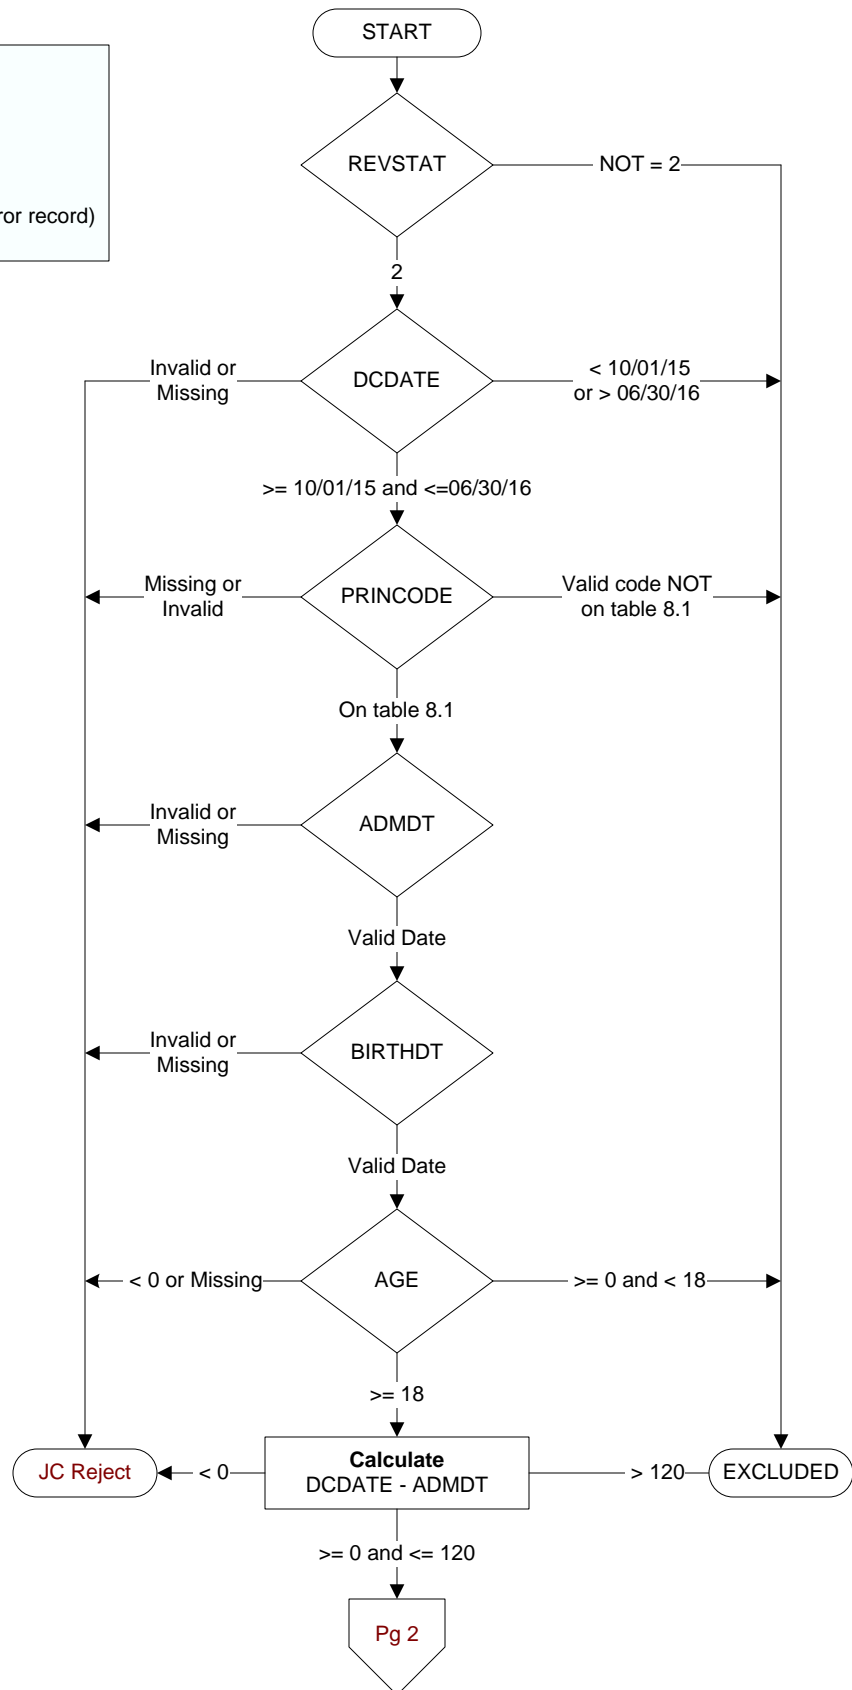 START
ror record)
REVSTAT
NOT = 2
2
Invalid or
Missing
DCDATE
< 10/01/15
or > 06/30/16
>= 10/01/15 and <=06/30/16
Missing or
Invalid
PRINCODE
Valid code NOT
on table 8.1
On table 8.1
Invalid or
Missing
ADMDT
Valid Date
Invalid or
Missing
BIRTHDT
Valid Date
< 0 or Missing
AGE
>= 0 and < 18
>= 18
JC Reject
< 0
Calculate
DCDATE - ADMDT
> 120
EXCLUDED
>= 0 and <= 120
Pg 2